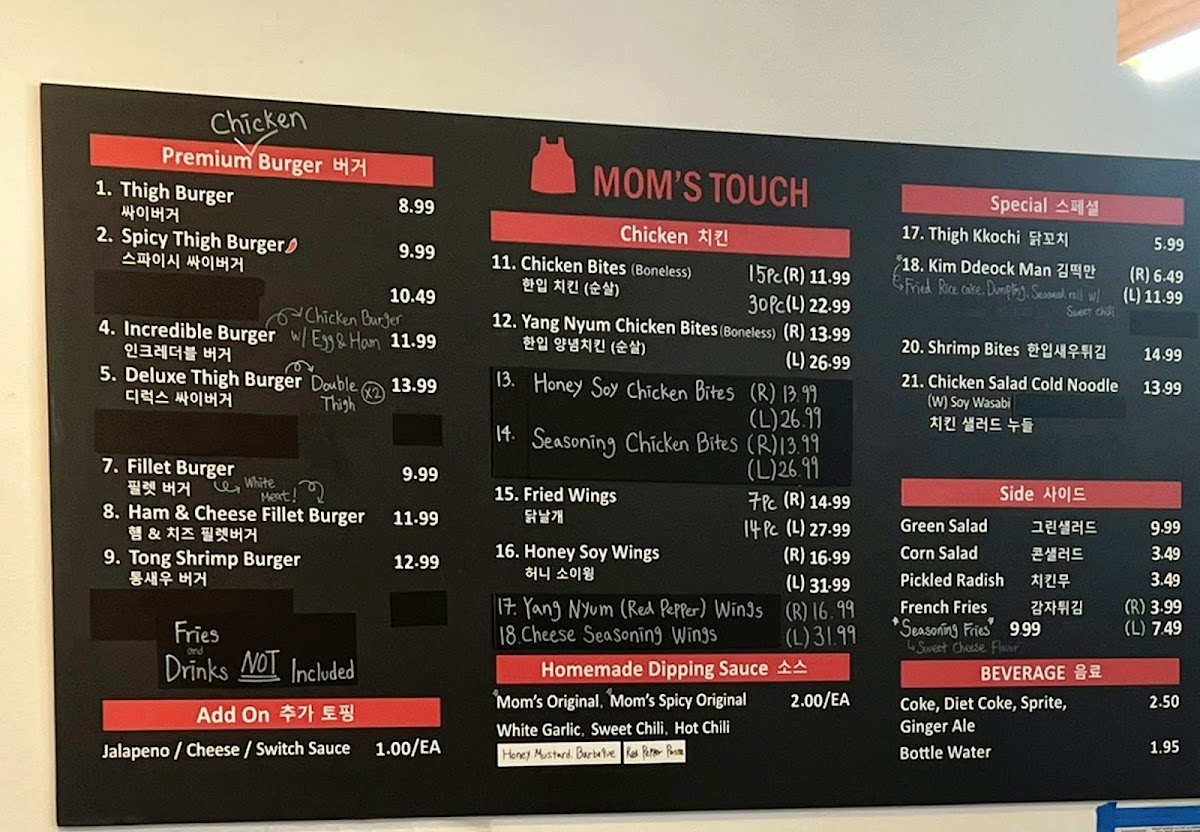 Chicken
Premium Burger 버거
1. Thigh Burger 8.99
싸이버거
2. Spicy Thigh Burger 9.99
스파이시 싸이버거
10.49
Chicken Burger
w/ Egg & Ham
4. Incredible Burger 11.99
인크레더블 버거
5. Deluxe Thigh Burger Double Thigh X2 13.99
디럭스 싸이버거
7. Fillet Burger 9.99
필렛 버거 White Meat!
8. Ham & Cheese Fillet Burger 11.99
햄 & 치즈 필렛버거
9. Tong Shrimp Burger 12.99
통새우 버거
Fries
and
Drinks NOT Included
Add On 추가 토핑
Jalapeno / Cheese / Switch Sauce 1.00/EA
MOM'S TOUCH
Chicken 치킨
11. Chicken Bites (Boneless) 15pc (R) 11.99
한입 치킨 (순살)
30pc (L) 22.99
12. Yang Nyum Chicken Bites (Boneless) (R) 13.99
한입 양념치킨 (순살)
(L) 26.99
13. Honey Soy Chicken Bites (R) 13.99
(L) 26.99
14. Seasoning Chicken Bites (R) 13.99
(L) 26.99
15. Fried Wings 7pc (R) 14.99
닭날개
14pc (L) 27.99
16. Honey Soy Wings (R) 16.99
허니 소이윙
(L) 31.99
17. Yang Nyum (Red Pepper) Wings (R) 16.99
18. Cheese Seasoning Wings (L) 31.99
Homemade Dipping Sauce 소스
Mom's Original, Mom's Spicy Original 2.00/EA
White Garlic, Sweet Chili, Hot Chili
Honey Mustard, Barbaque Red Pepper
Special 스페셜
17. Thigh Kkochi 닭꼬치 5.99
18. Kim Ddeock Man 김떡만 (R) 6.49
Fried Rice cake, Dumpling, Seaweed roll w/ (L) 11.99
Sweet chili
20. Shrimp Bites 한입새우튀김 14.99
21. Chicken Salad Cold Noodle 13.99
(W) Soy Wasabi
치킨 샐러드 누들
Side 사이드
Green Salad 그린샐러드 9.99
Corn Salad 콘샐러드 3.49
Pickled Radish 치킨무 3.49
French Fries 감자튀김 (R) 3.99
*Seasoning Fries* 9.99 (L) 7.49
Sweet Cheese Flavor
BEVERAGE 음료
Coke, Diet Coke, Sprite, 2.50
Ginger Ale
Bottle Water 1.95